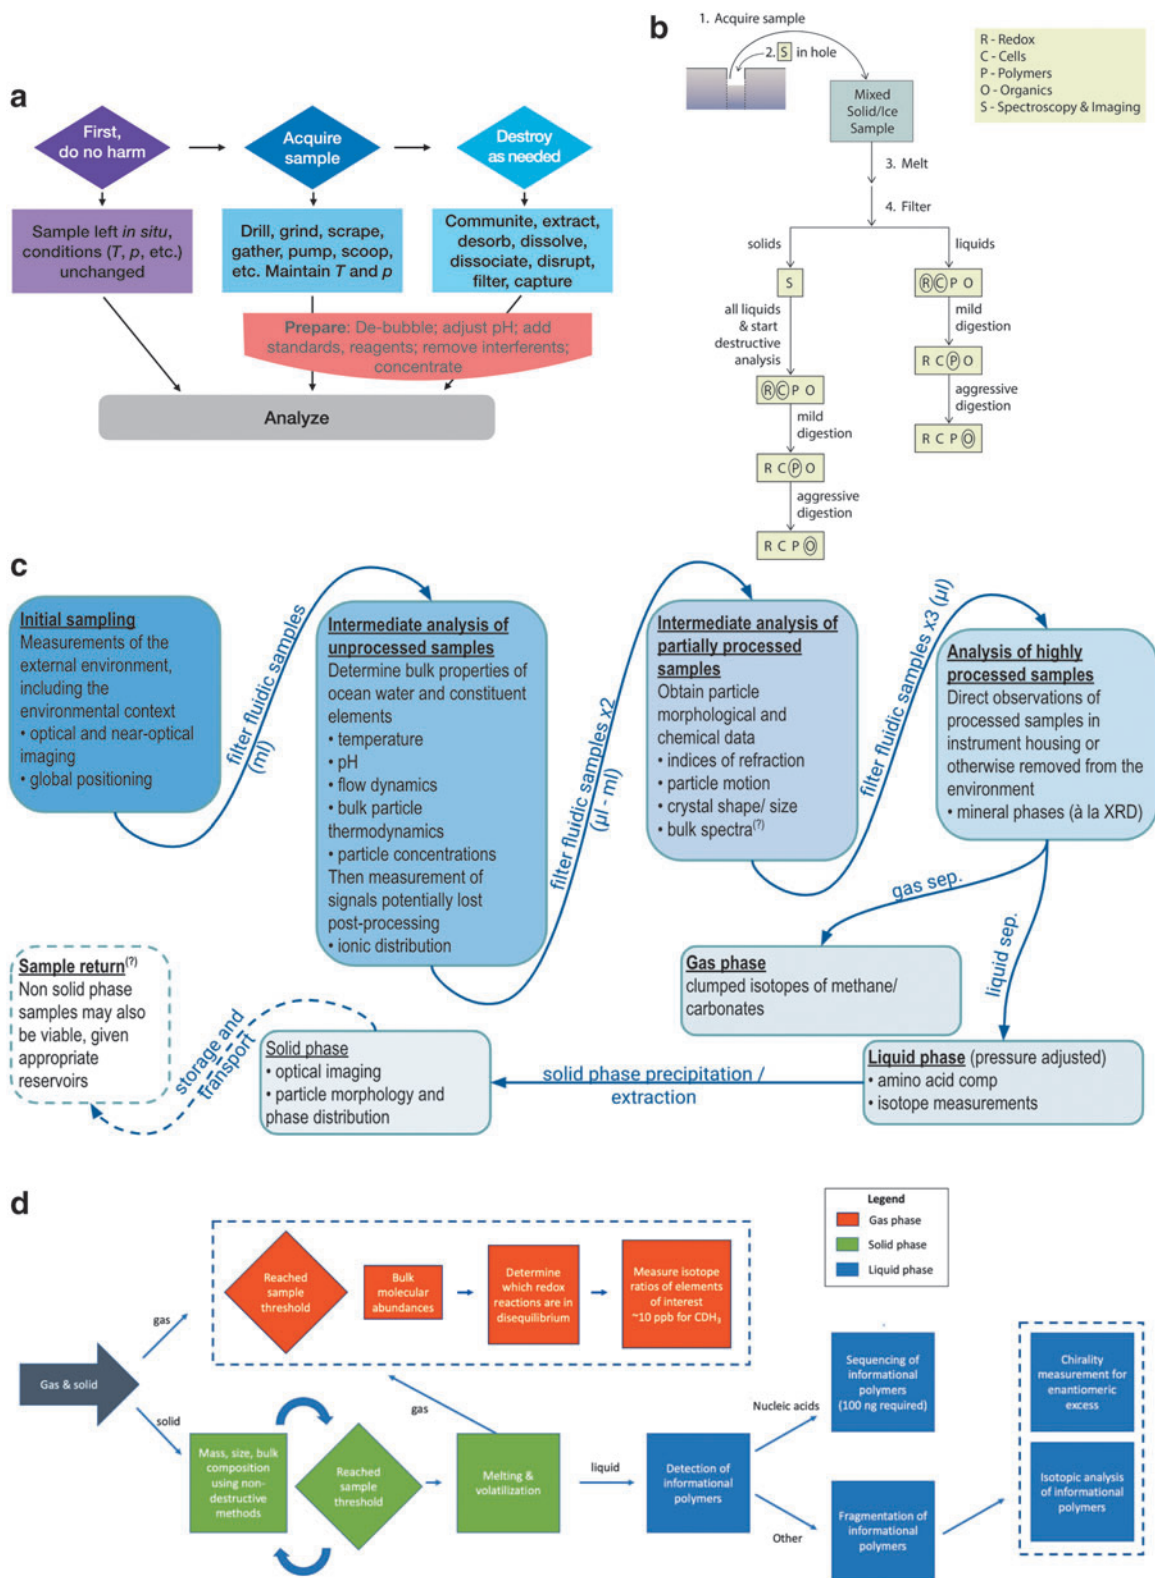 a
First,
do no harm
Acquire
sample
Destroy
as needed
Sample left in situ,
conditions (T, p, etc.)
unchanged
Drill, grind, scrape,
gather, pump, scoop,
etc. Maintain T and p
Communite, extract,
desorb, dissolve,
dissociate, disrupt,
filter, capture
Prepare: De-bubble; adjust pH; add
standards, reagents; remove interferents;
concentrate
Analyze
b
1. Acquire sample
2. S in hole
Mixed
Solid/Ice
Sample
R - Redox
C - Cells
P - Polymers
O - Organics
S - Spectroscopy & Imaging
3. Melt
4. Filter
solids
liquids
S
R C P O
all liquids
& start
destructive
analysis
mild
digestion
R C P O
R C P O
aggressive
digestion
mild
digestion
R C P O
R C P O
aggressive
digestion
R C P O
c
Initial sampling
Measurements of the
external environment,
including the
environmental context
• optical and near-optical
imaging
• global positioning
filter fluidic samples
(ml)
Intermediate analysis of
unprocessed samples
Determine bulk properties of
ocean water and constituent
elements
• temperature
• pH
• flow dynamics
• bulk particle
thermodynamics
• particle concentrations
Then measurement of
signals potentially lost
post-processing
• ionic distribution
filter fluidic samples x2
(µl - ml)
Intermediate analysis of
partially processed
samples
Obtain particle
morphological and
chemical data
• indices of refraction
• particle motion
• crystal shape/ size
• bulk spectra(?)
filter fluidic samples x3 (µl)
Analysis of highly
processed samples
Direct observations of
processed samples in
instrument housing or
otherwise removed from the
environment
• mineral phases (à la XRD)
gas sep.
liquid sep.
Gas phase
clumped isotopes of methane/
carbonates
Liquid phase (pressure adjusted)
• amino acid comp
• isotope measurements
solid phase precipitation /
extraction
Solid phase
• optical imaging
• particle morphology and
phase distribution
storage and
transport
Sample return(?)
Non solid phase
samples may also
be viable, given
appropriate
reservoirs
d
Legend
Gas phase
Solid phase
Liquid phase
Gas & solid
gas
solid
Reached
sample
threshold
Bulk
molecular
abundances
Determine
which redox
reactions are in
disequilibrium
Measure isotope
ratios of elements
of interest
~10 ppb for CDH₃
Mass, size, bulk
composition
using non-
destructive
methods
Reached
sample
threshold
gas
Melting &
volatilization
liquid
Detection of
informational
polymers
Nucleic acids
Other
Sequencing of
informational
polymers
(100 ng required)
Fragmentation of
informational
polymers
Chirality
measurement for
enantiomeric
excess
Isotopic analysis
of informational
polymers